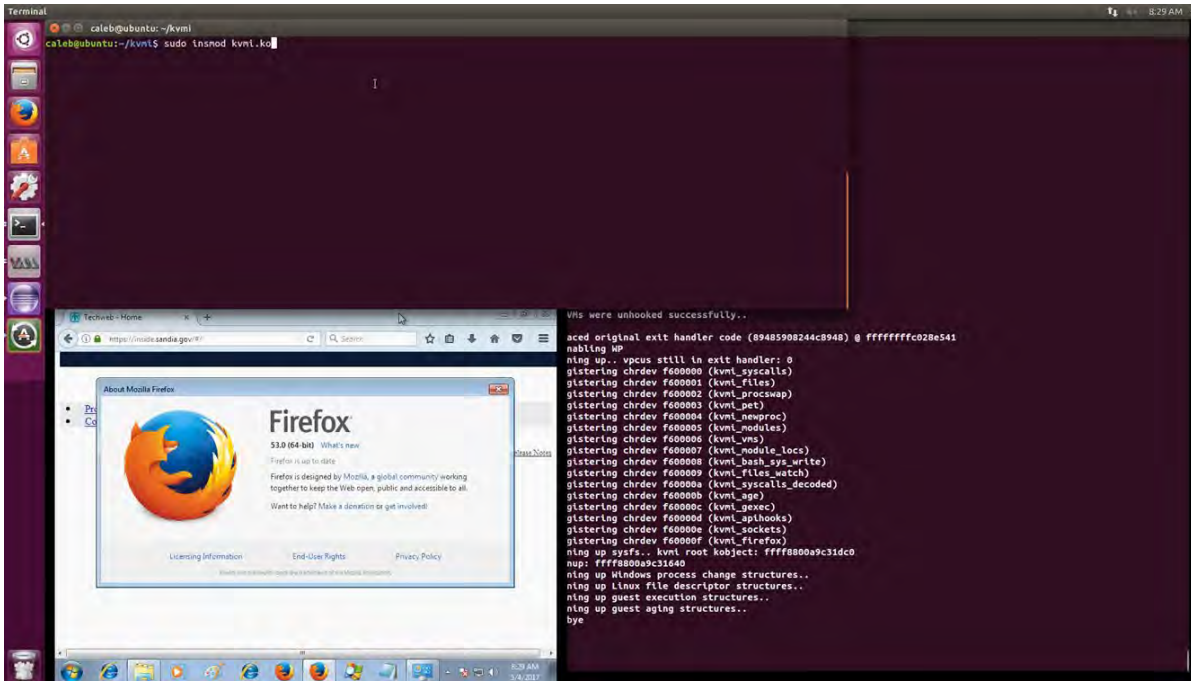 Terminal
8:29 AM
caleb@ubuntu: ~/kvmi
caleb@ubuntu:~/kvmi$ sudo insmod kvmi.ko
Techweb - Home
https://inside.sandia.gov/#/
Search
Pr
Co
elease Notes
About Mozilla Firefox
Firefox
53.0 (64-bit) What's new
Firefox is up to date
Firefox is designed by Mozilla, a global community working
together to keep the Web open, public and accessible to all.
Want to help? Make a donation or get involved!
Licensing Information End-User Rights Privacy Policy
8:29 AM
5/4/2017
VMs were unhooked successfully..
aced original exit handler code (89485908244c8948) @ ffffffffc028e541
nabling WP
ning up.. vpcus still in exit handler: 0
gistering chrdev f600000 (kvmi_syscalls)
gistering chrdev f600001 (kvmi_files)
gistering chrdev f600002 (kvmi_procswap)
gistering chrdev f600003 (kvmi_pet)
gistering chrdev f600004 (kvmi_newproc)
gistering chrdev f600005 (kvmi_modules)
gistering chrdev f600006 (kvmi_vms)
gistering chrdev f600007 (kvmi_module_locs)
gistering chrdev f600008 (kvmi_bash_sys_write)
gistering chrdev f600009 (kvmi_files_watch)
gistering chrdev f60000a (kvmi_syscalls_decoded)
gistering chrdev f60000b (kvmi_age)
gistering chrdev f60000c (kvmi_gexec)
gistering chrdev f60000d (kvmi_apihooks)
gistering chrdev f60000e (kvmi_sockets)
gistering chrdev f60000f (kvmi_firefox)
ning up sysfs.. kvmi root kobject: ffff8800a9c31dc0
nup: ffff8800a9c31640
ning up Windows process change structures..
ning up Linux file descriptor structures..
ning up guest execution structures..
ning up guest aging structures..
bye